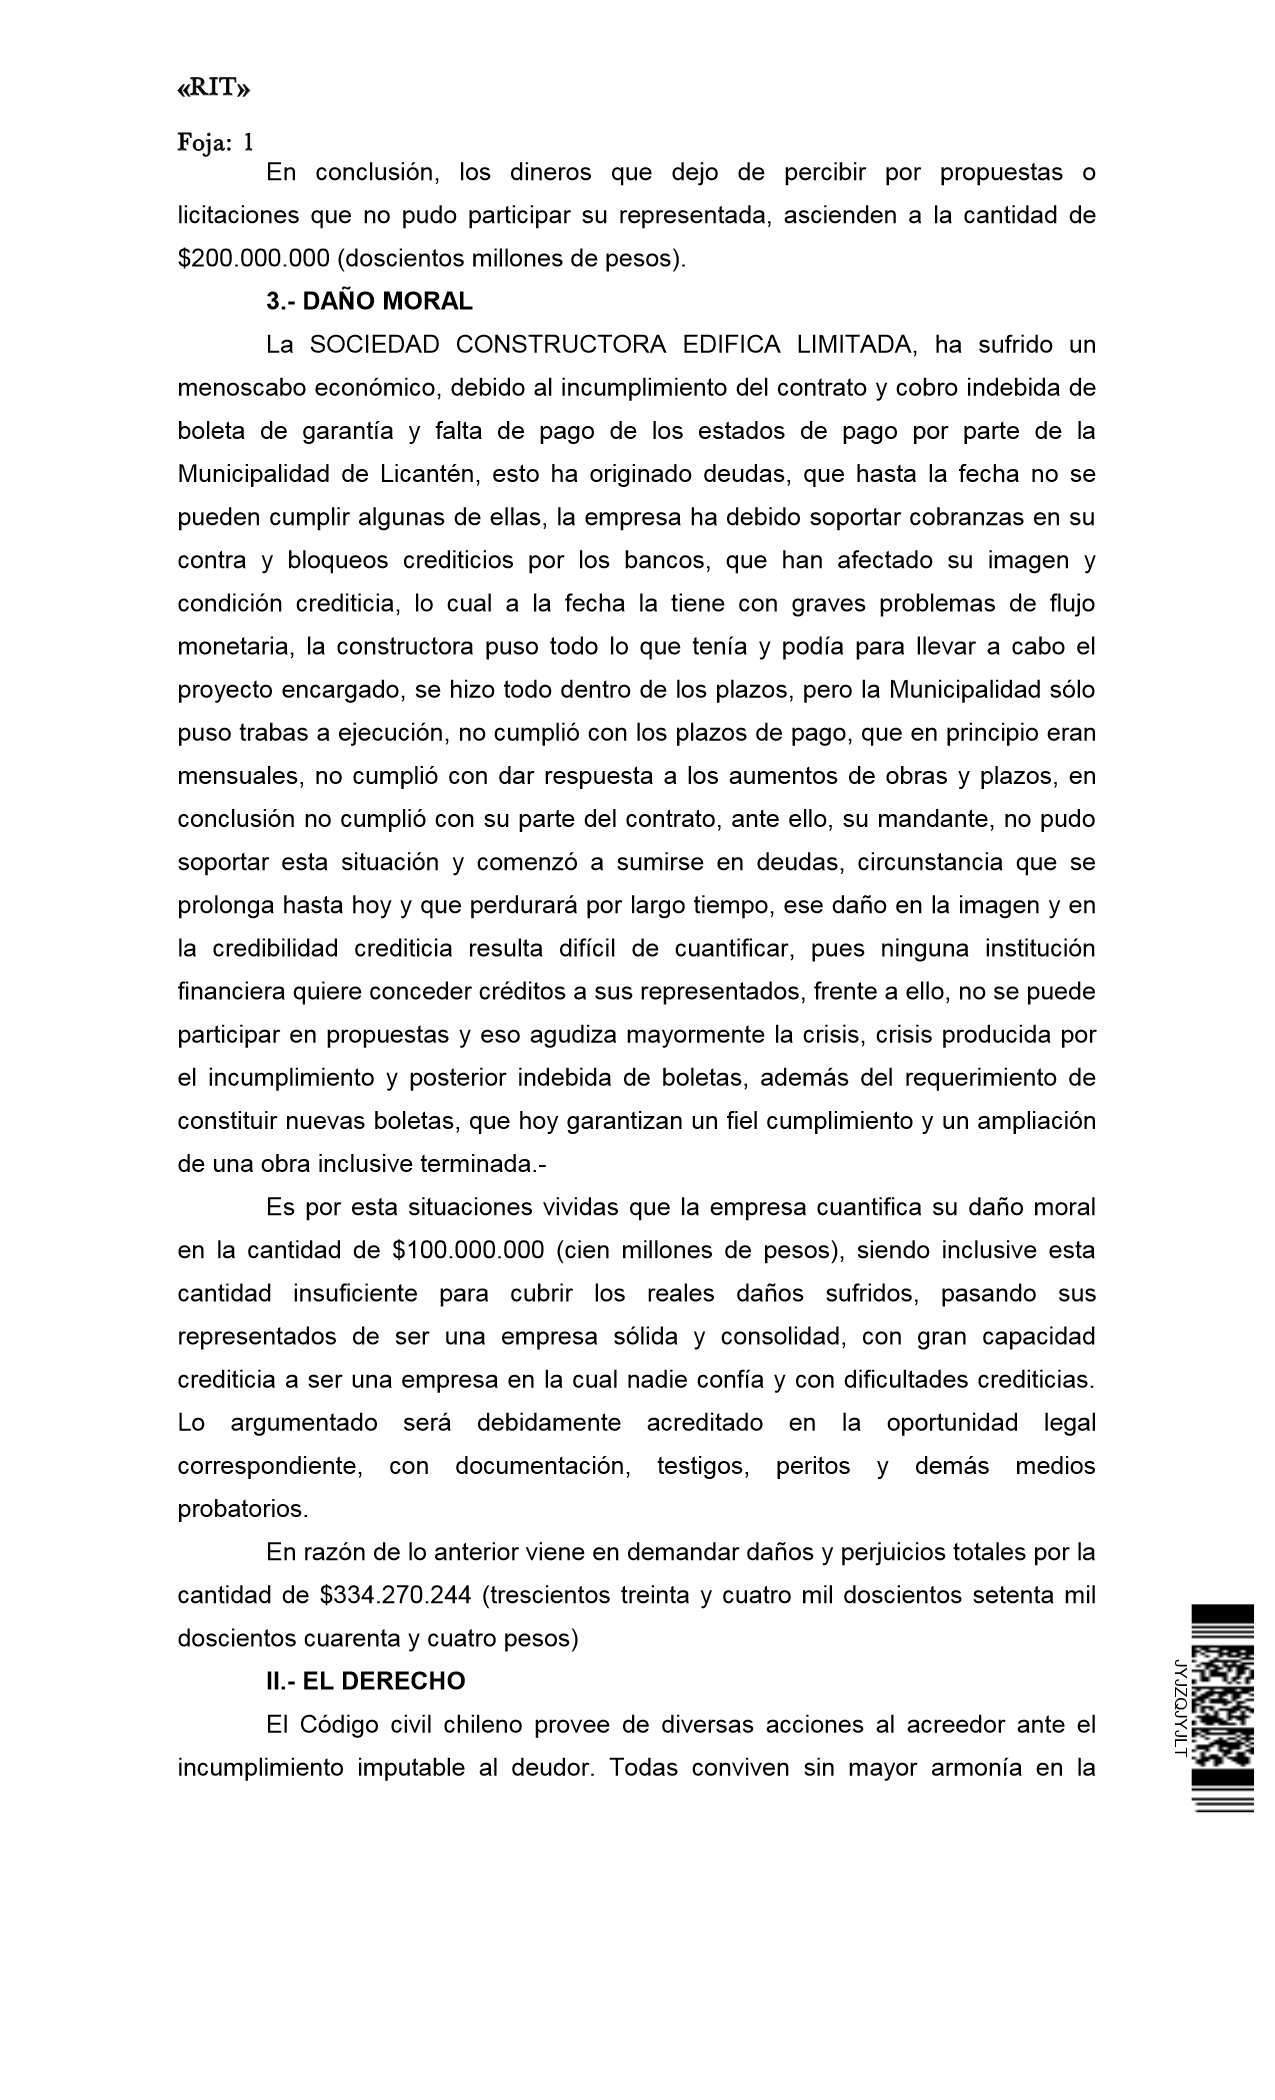 «RIT»
Foja: 1
En conclusión, los dineros que dejo de percibir por propuestas o
licitaciones que no pudo participar su representada, ascienden a la cantidad de
$200.000.000 (doscientos millones de pesos).
3.- DAÑO MORAL
La SOCIEDAD CONSTRUCTORA EDIFICA LIMITADA, ha sufrido un
menoscabo económico, debido al incumplimiento del contrato y cobro indebida de
boleta de garantía y falta de pago de los estados de pago por parte de la
Municipalidad de Licantén, esto ha originado deudas, que hasta la fecha no se
pueden cumplir algunas de ellas, la empresa ha debido soportar cobranzas en su
contra y bloqueos crediticios por los bancos, que han afectado su imagen y
condición crediticia, lo cual a la fecha la tiene con graves problemas de flujo
monetaria, la constructora puso todo lo que tenía y podía para llevar a cabo el
proyecto encargado, se hizo todo dentro de los plazos, pero la Municipalidad sólo
puso trabas a ejecución, no cumplió con los plazos de pago, que en principio eran
mensuales, no cumplió con dar respuesta a los aumentos de obras y plazos, en
conclusión no cumplió con su parte del contrato, ante ello, su mandante, no pudo
soportar esta situación y comenzó a sumirse en deudas, circunstancia que se
prolonga hasta hoy y que perdurará por largo tiempo, ese daño en la imagen y en
la credibilidad crediticia resulta difícil de cuantificar, pues ninguna institución
financiera quiere conceder créditos a sus representados, frente a ello, no se puede
participar en propuestas y eso agudiza mayormente la crisis, crisis producida por
el incumplimiento y posterior indebida de boletas, además del requerimiento de
constituir nuevas boletas, que hoy garantizan un fiel cumplimiento y un ampliación
de una obra inclusive terminada.-
Es por esta situaciones vividas que la empresa cuantifica su daño moral
en la cantidad de $100.000.000 (cien millones de pesos), siendo inclusive esta
cantidad insuficiente para cubrir los reales daños sufridos, pasando sus
representados de ser una empresa sólida y consolidad, con gran capacidad
crediticia a ser una empresa en la cual nadie confía y con dificultades crediticias.
Lo argumentado será debidamente acreditado en la oportunidad legal
correspondiente, con documentación, testigos, peritos y demás medios
probatorios.
En razón de lo anterior viene en demandar daños y perjuicios totales por la
cantidad de $334.270.244 (trescientos treinta y cuatro mil doscientos setenta mil
doscientos cuarenta y cuatro pesos)
II.- EL DERECHO
El Código civil chileno provee de diversas acciones al acreedor ante el
incumplimiento imputable al deudor. Todas conviven sin mayor armonía en la
JYJZQJYJLT